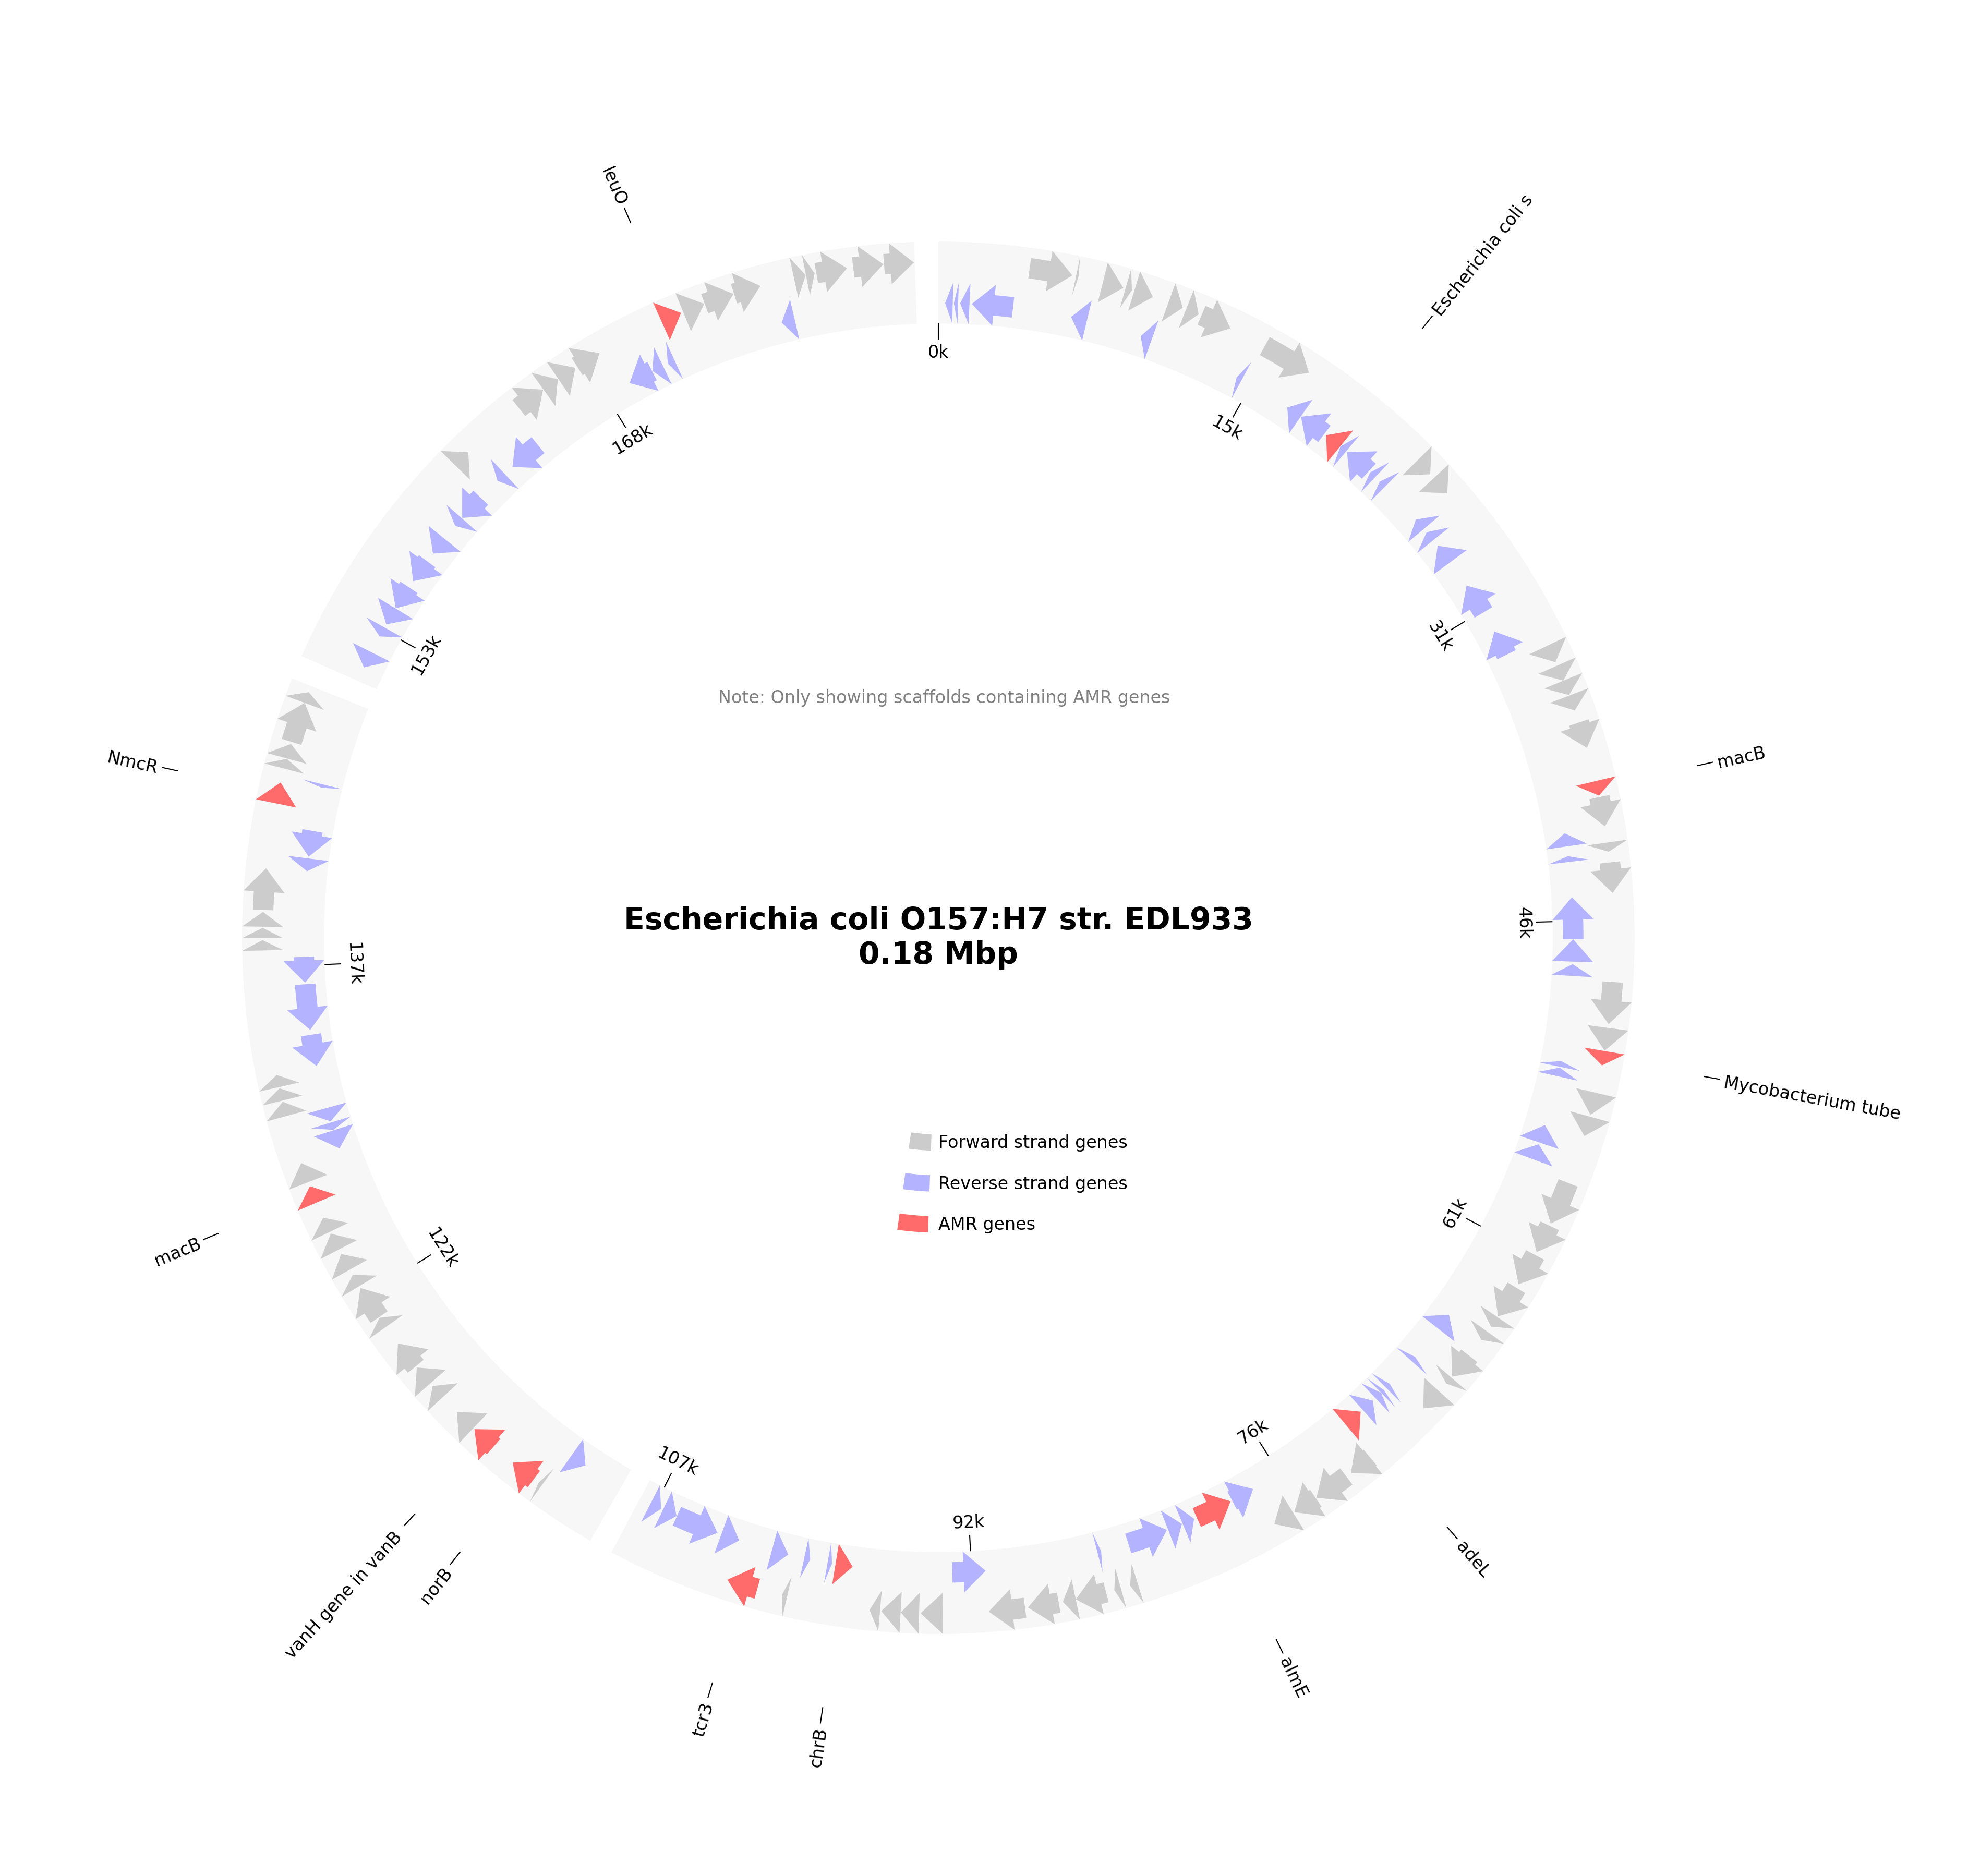 leuO
Escherichia coli s
0k
15k
168k
31k
153k
Note: Only showing scaffolds containing AMR genes
macB
NmcR
Escherichia coli O157:H7 str. EDL933
0.18 Mbp
46k
137k
Mycobacterium tube
Forward strand genes
Reverse strand genes
AMR genes
61k
122k
macB
76k
107k
92k
adeL
vanH gene in vanB
norB
almE
tcr3
chrB